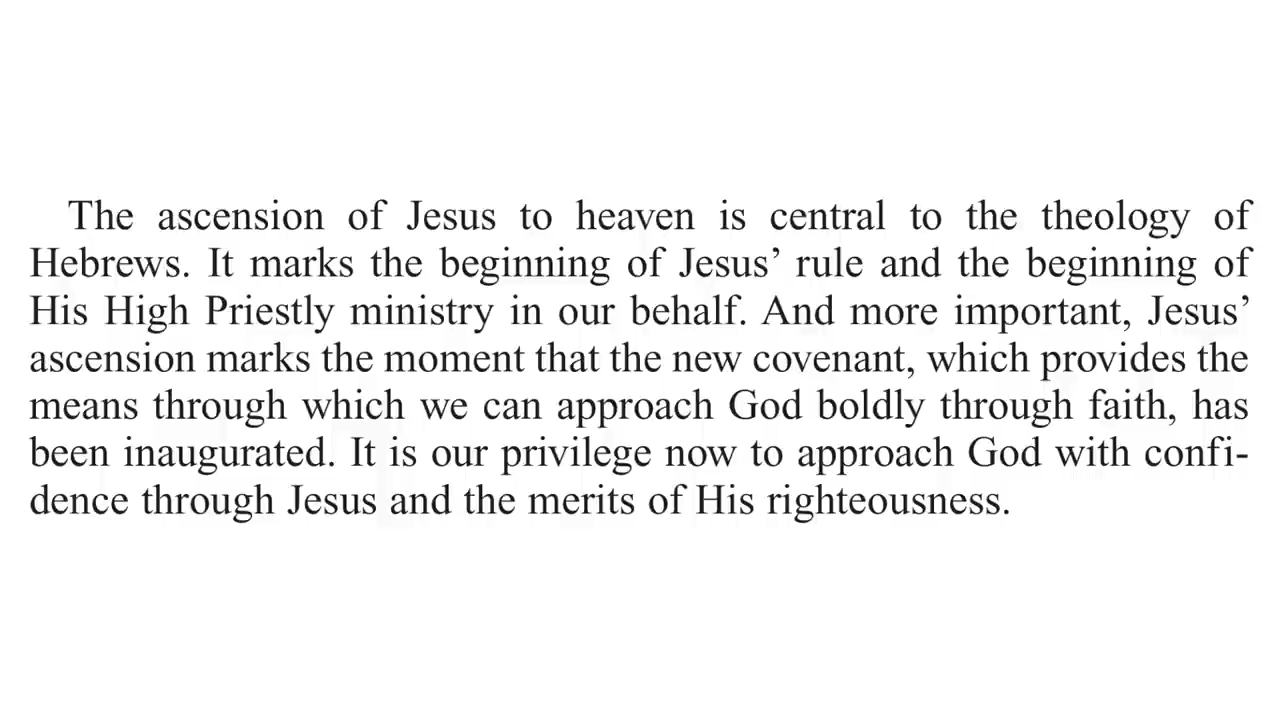 The ascension of Jesus to heaven is central to the theology of
Hebrews. It marks the beginning of Jesus’ rule and the beginning of
His High Priestly ministry in our behalf. And more important, Jesus’
ascension marks the moment that the new covenant, which provides the
means through which we can approach God boldly through faith, has
been inaugurated. It is our privilege now to approach God with confi-
dence through Jesus and the merits of His righteousness.